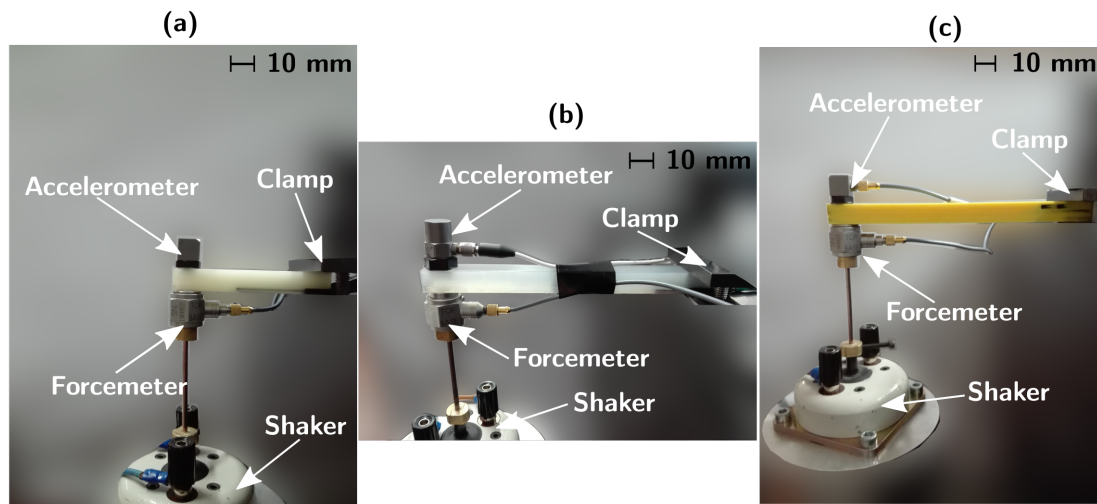 (a)
10 mm
Accelerometer
Clamp
Forcemeter
Shaker
(b)
10 mm
Accelerometer
Clamp
Forcemeter
Shaker
(c)
10 mm
Accelerometer
Clamp
Forcemeter
Shaker